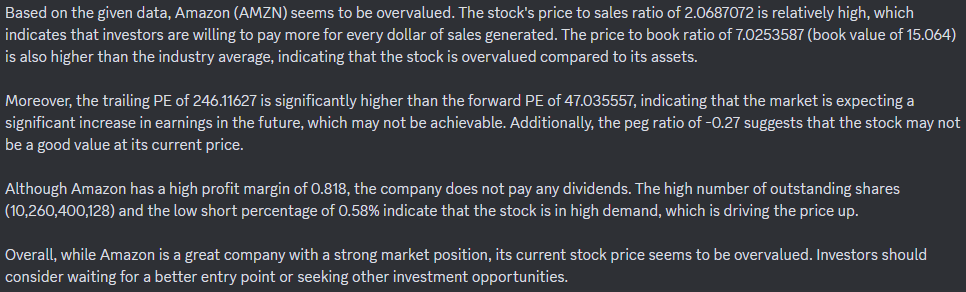 Based on the given data, Amazon (AMZN) seems to be overvalued. The stock's price to sales ratio of 2.0687072 is relatively high, which
indicates that investors are willing to pay more for every dollar of sales generated. The price to book ratio of 7.0253587 (book value of 15.064)
is also higher than the industry average, indicating that the stock is overvalued compared to its assets.
Moreover, the trailing PE of 246.11627 is significantly higher than the forward PE of 47.035557, indicating that the market is expecting a
significant increase in earnings in the future, which may not be achievable. Additionally, the peg ratio of -0.27 suggests that the stock may not
be a good value at its current price.
Although Amazon has a high profit margin of 0.818, the company does not pay any dividends. The high number of outstanding shares
(10,260,400,128) and the low short percentage of 0.58% indicate that the stock is in high demand, which is driving the price up.
Overall, while Amazon is a great company with a strong market position, its current stock price seems to be overvalued. Investors should
consider waiting for a better entry point or seeking other investment opportunities.